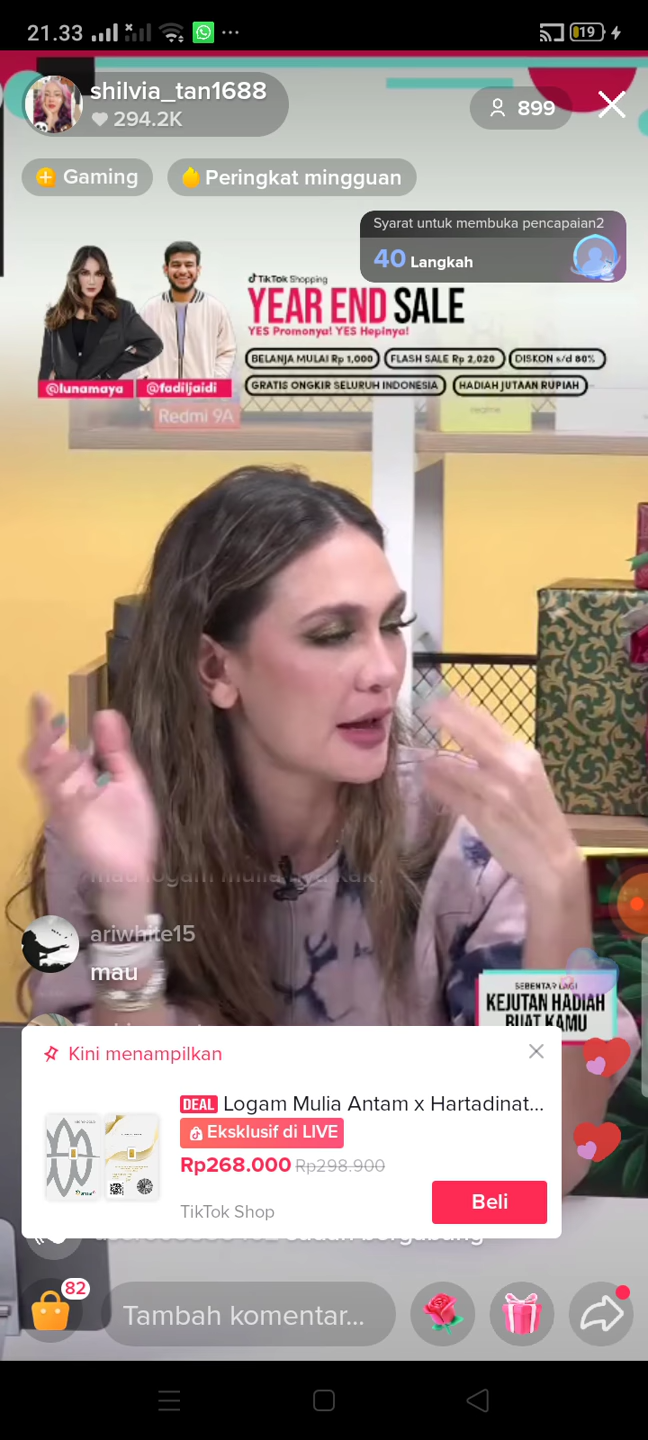 21.33
19
shilvia_tan1688
294.2K
899
Gaming
Peringkat mingguan
Syarat untuk membuka pencapaian2
40 Langkah
TikTok Shopping
YEAR END SALE
YES Promonya! YES Hepinya!
BELANJA MULAI Rp 1,000
FLASH SALE Rp 2,020
DISKON s/d 80%
GRATIS ONGKIR SELURUH INDONESIA
HADIAH JUTAAN RUPIAH
@lunamaya
@fadiljaidi
Redmi 9A
realme
ariwhite15
mau
SEBENTAR LAGI
KEJUTAN HADIAH
BUAT KAMU
Kini menampilkan
DEAL Logam Mulia Antam x Hartadinat...
Eksklusif di LIVE
Rp268.000 Rp298.900
TikTok Shop
Beli
82
Tambah komentar...